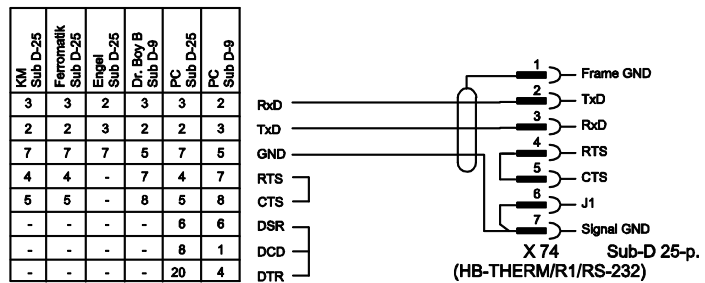 KM Sub D-25 Ferromatik Sub D-25 Engel Sub D-25 Dr. Boy B Sub D-9 PC Sub D-25 PC Sub D-9
3 3 2 3 3 2 RxD
2 2 3 2 2 3 TxD
7 7 7 5 7 5 GND
4 4 - 7 4 7 RTS
5 5 - 8 5 8 CTS
- - - - 6 6 DSR
- - - - 8 1 DCD
- - - - 20 4 DTR
1 Frame GND
2 TxD
3 RxD
4 RTS
5 CTS
6 J1
7 Signal GND
X 74 Sub-D 25-p.
(HB-THERM/R1/RS-232)